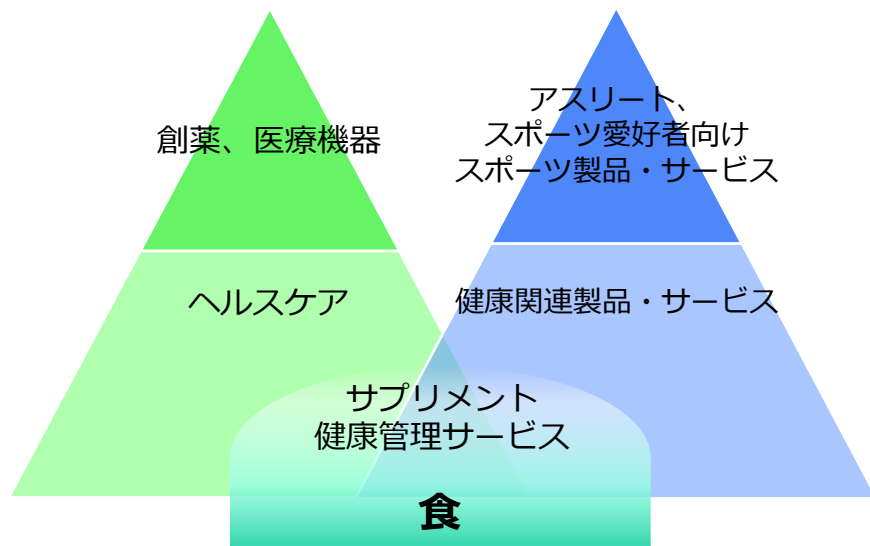 創薬、医療機器
アスリート、
スポーツ愛好者向け
スポーツ製品・サービス
ヘルスケア
健康関連製品・サービス
サプリメント
健康管理サービス
食